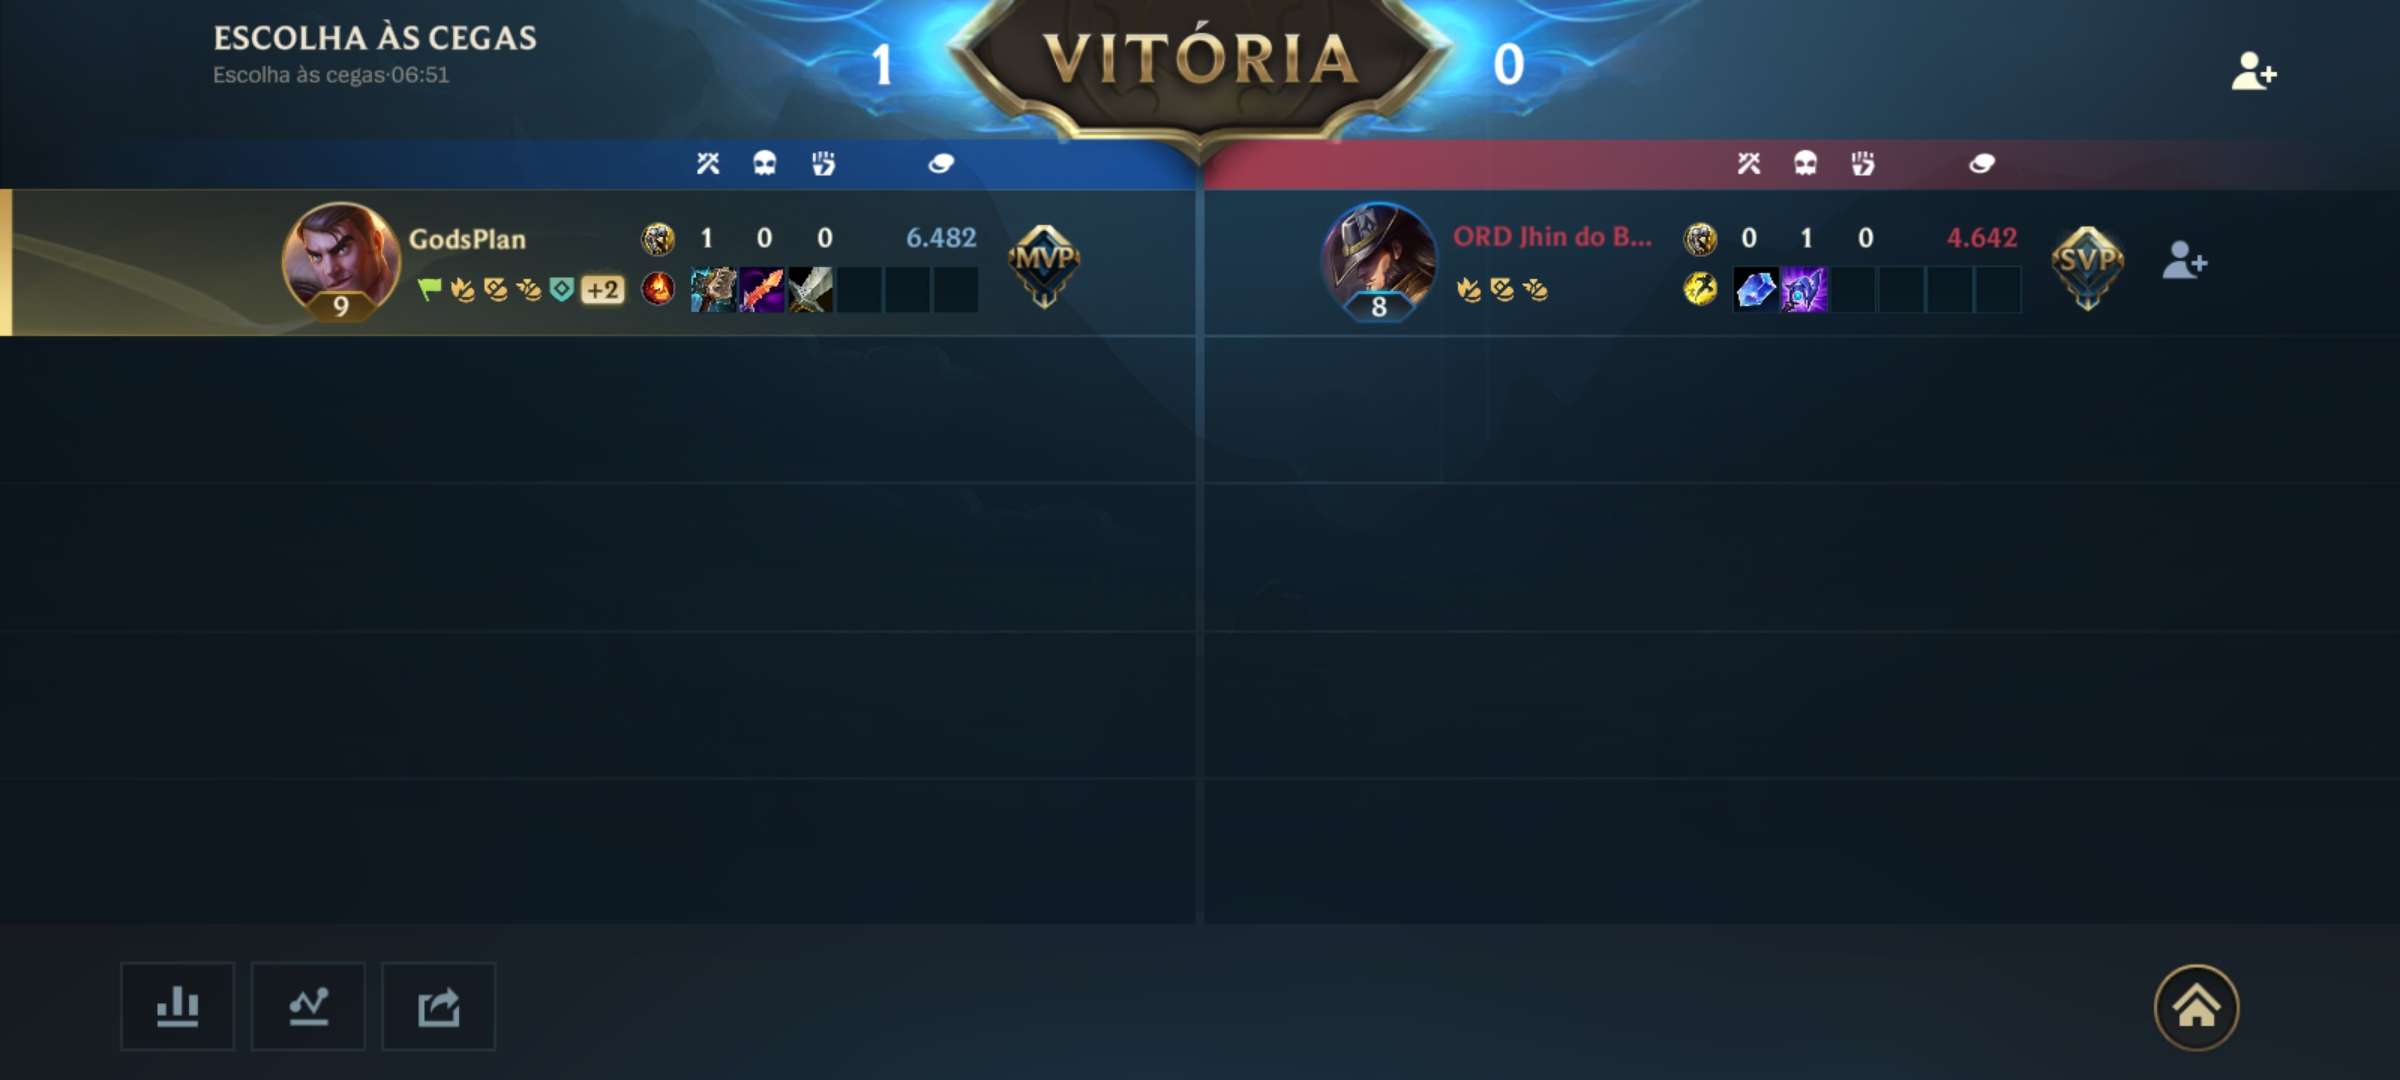 ESCOLHA ÀS CEGAS
Escolha às cegas·06:51
1 VITÓRIA 0
GodsPlan 1 0 0 6.482 MVP
9 +2
ORD Jhin do B... 0 1 0 4.642 SVP
8